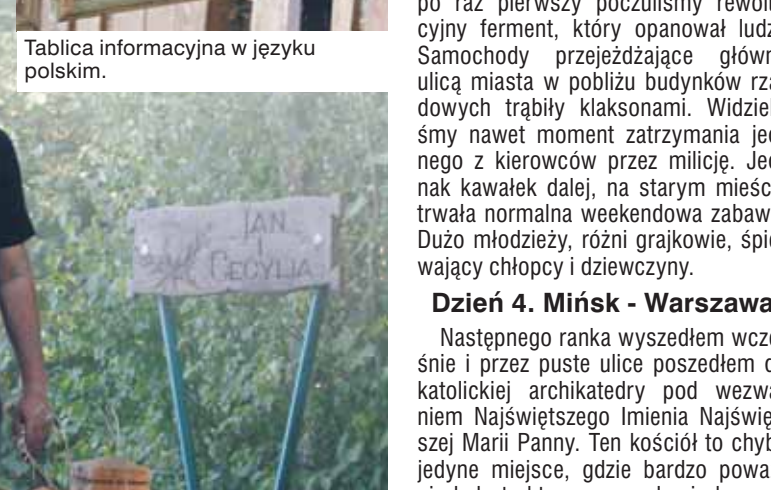 Tablica informacyjna w języku
polskim.
JAN
I
CECYLIA
po raz pierwszy poczuliśmy rewolu
cyjny ferment, który opanował ludz
Samochody przejeżdżające główn
ulicą miasta w pobliżu budynków rzą
dowych trąbiły klaksonami. Widziel
śmy nawet moment zatrzymania jed
nego z kierowców przez milicję. Jed
nak kawałek dalej, na starym mieśc
trwała normalna weekendowa zabaw
Dużo młodzieży, różni grajkowie, śpie
wający chłopcy i dziewczyny.
Dzień 4. Mińsk - Warszawa
Następnego ranka wyszedłem wcze
śnie i przez puste ulice poszedłem d
katolickiej archikatedry pod wezwa
niem Najświętszego Imienia Najświę
szej Marii Panny. Ten kościół to chyb
jedyne miejsce, gdzie bardzo powa